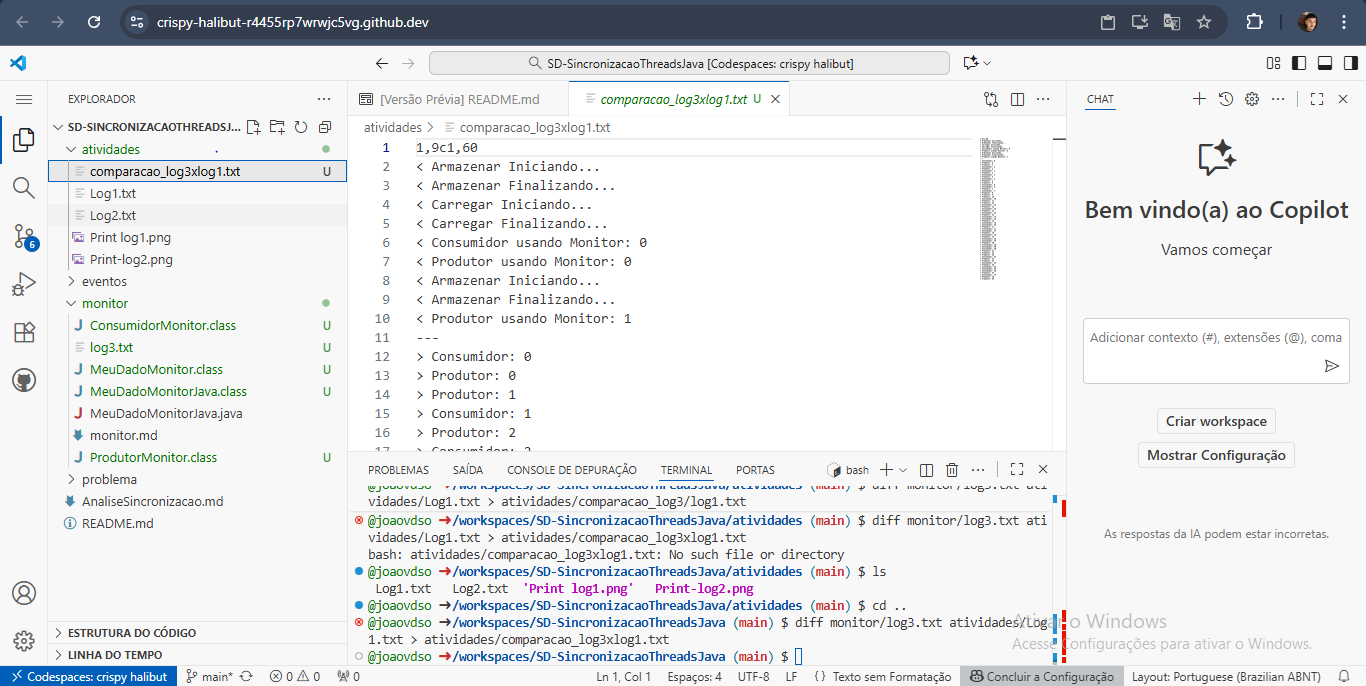 crispy-halibut-r4455rp7wrwjc5vg.github.dev
SD-SincronizacaoThreadsJava [Codespaces: crispy halibut]
EXPLORADOR
SD-SINCRONIZACAOTHREADSJ...
atividades
comparacao_log3xlog1.txt U
Log1.txt
Log2.txt
Print log1.png
Print-log2.png
eventos
monitor
ConsumidorMonitor.class U
log3.txt U
MeuDadoMonitor.class U
MeuDadoMonitorJava.class U
MeuDadoMonitorJava.java
monitor.md
ProdutorMonitor.class U
problema
AnaliseSincronizacao.md
README.md
ESTRUTURA DO CÓDIGO
LINHA DO TEMPO
6
[Versão Prévia] README.md
comparacao_log3xlog1.txt U
atividades > comparacao_log3xlog1.txt
1 1,9c1,60
2 < Armazenar Iniciando...
3 < Armazenar Finalizando...
4 < Carregar Iniciando...
5 < Carregar Finalizando...
6 < Consumidor usando Monitor: 0
7 < Produtor usando Monitor: 0
8 < Armazenar Iniciando...
9 < Armazenar Finalizando...
10 < Produtor usando Monitor: 1
11 ---
12 > Consumidor: 0
13 > Produtor: 0
14 > Produtor: 1
15 > Consumidor: 1
16 > Produtor: 2
17 > Consumidor: 2
PROBLEMAS SAÍDA CONSOLE DE DEPURAÇÃO TERMINAL PORTAS
bash
@joaovdso ➜/workspaces/SD-SincronizacaoThreadsJava/atividades (main) $ diff monitor/log3.txt ati
vidades/Log1.txt > atividades/comparacao_log3/log1.txt
@joaovdso ➜/workspaces/SD-SincronizacaoThreadsJava/atividades (main) $ diff monitor/log3.txt ati
vidades/Log1.txt > atividades/comparacao_log3xlog1.txt
bash: atividades/comparacao_log3xlog1.txt: No such file or directory
@joaovdso ➜/workspaces/SD-SincronizacaoThreadsJava/atividades (main) $ ls
Log1.txt Log2.txt 'Print log1.png' Print-log2.png
@joaovdso ➜/workspaces/SD-SincronizacaoThreadsJava/atividades (main) $ cd ..
@joaovdso ➜/workspaces/SD-SincronizacaoThreadsJava (main) $ diff monitor/log3.txt atividades/Log
1.txt > atividades/comparacao_log3xlog1.txt
@joaovdso ➜/workspaces/SD-SincronizacaoThreadsJava (main) $
CHAT
Bem vindo(a) ao Copilot
Vamos começar
Adicionar contexto (#), extensões (@), coma
Criar workspace
Mostrar Configuração
As respostas da IA podem estar incorretas.
Ativar o Windows
Acesse Configurações para ativar o Windows.
Codespaces: crispy halibut
main*
0 0
0
Ln 1, Col 1
Espaços: 4
UTF-8
LF
{} Texto sem Formatação
Concluir a Configuração
Layout: Portuguese (Brazilian ABNT)